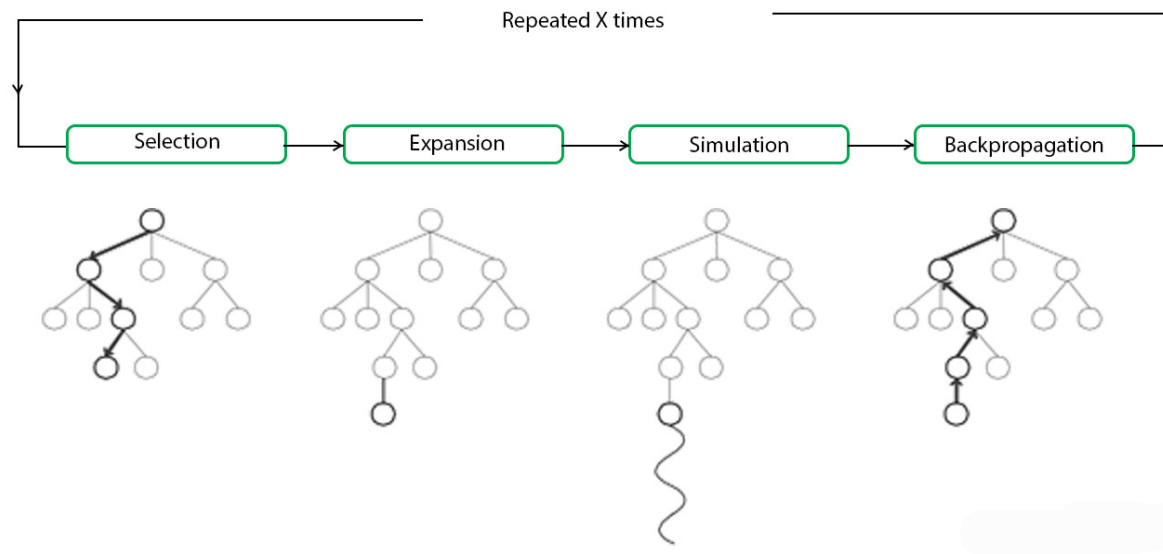 Repeated X times
Selection
Expansion
Simulation
Backpropagation